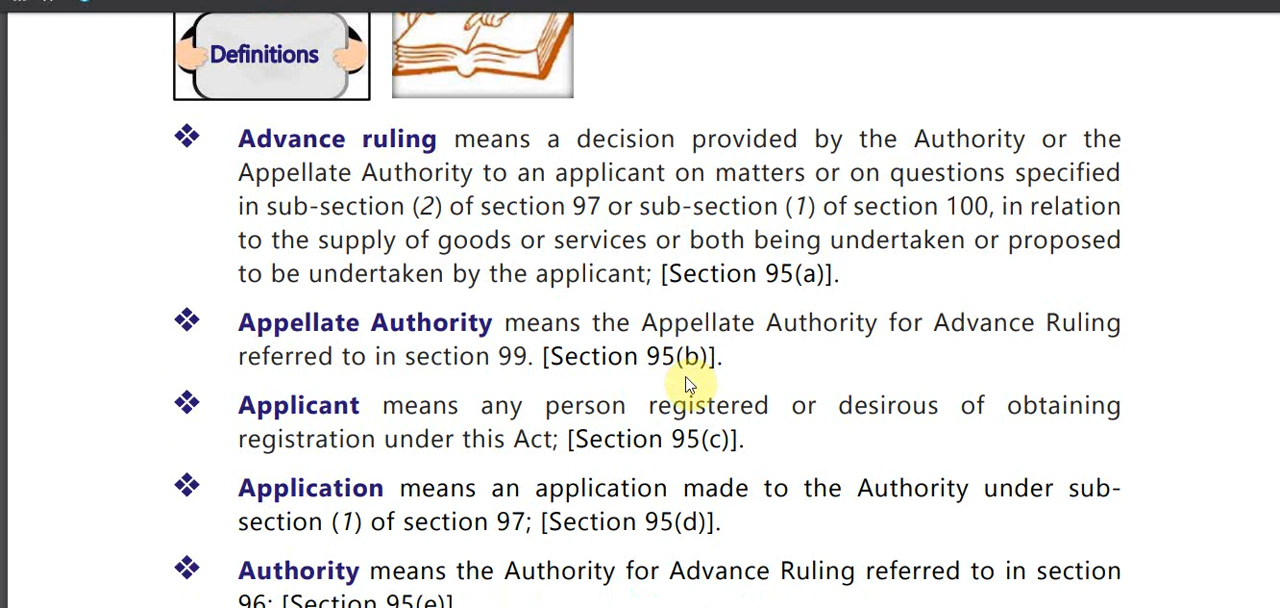 Definitions
❖ Advance ruling means a decision provided by the Authority or the
Appellate Authority to an applicant on matters or on questions specified
in sub-section (2) of section 97 or sub-section (1) of section 100, in relation
to the supply of goods or services or both being undertaken or proposed
to be undertaken by the applicant; [Section 95(a)].
❖ Appellate Authority means the Appellate Authority for Advance Ruling
referred to in section 99. [Section 95(b)].
❖ Applicant means any person registered or desirous of obtaining
registration under this Act; [Section 95(c)].
❖ Application means an application made to the Authority under sub-
section (1) of section 97; [Section 95(d)].
❖ Authority means the Authority for Advance Ruling referred to in section
96; [Section 95(e)]